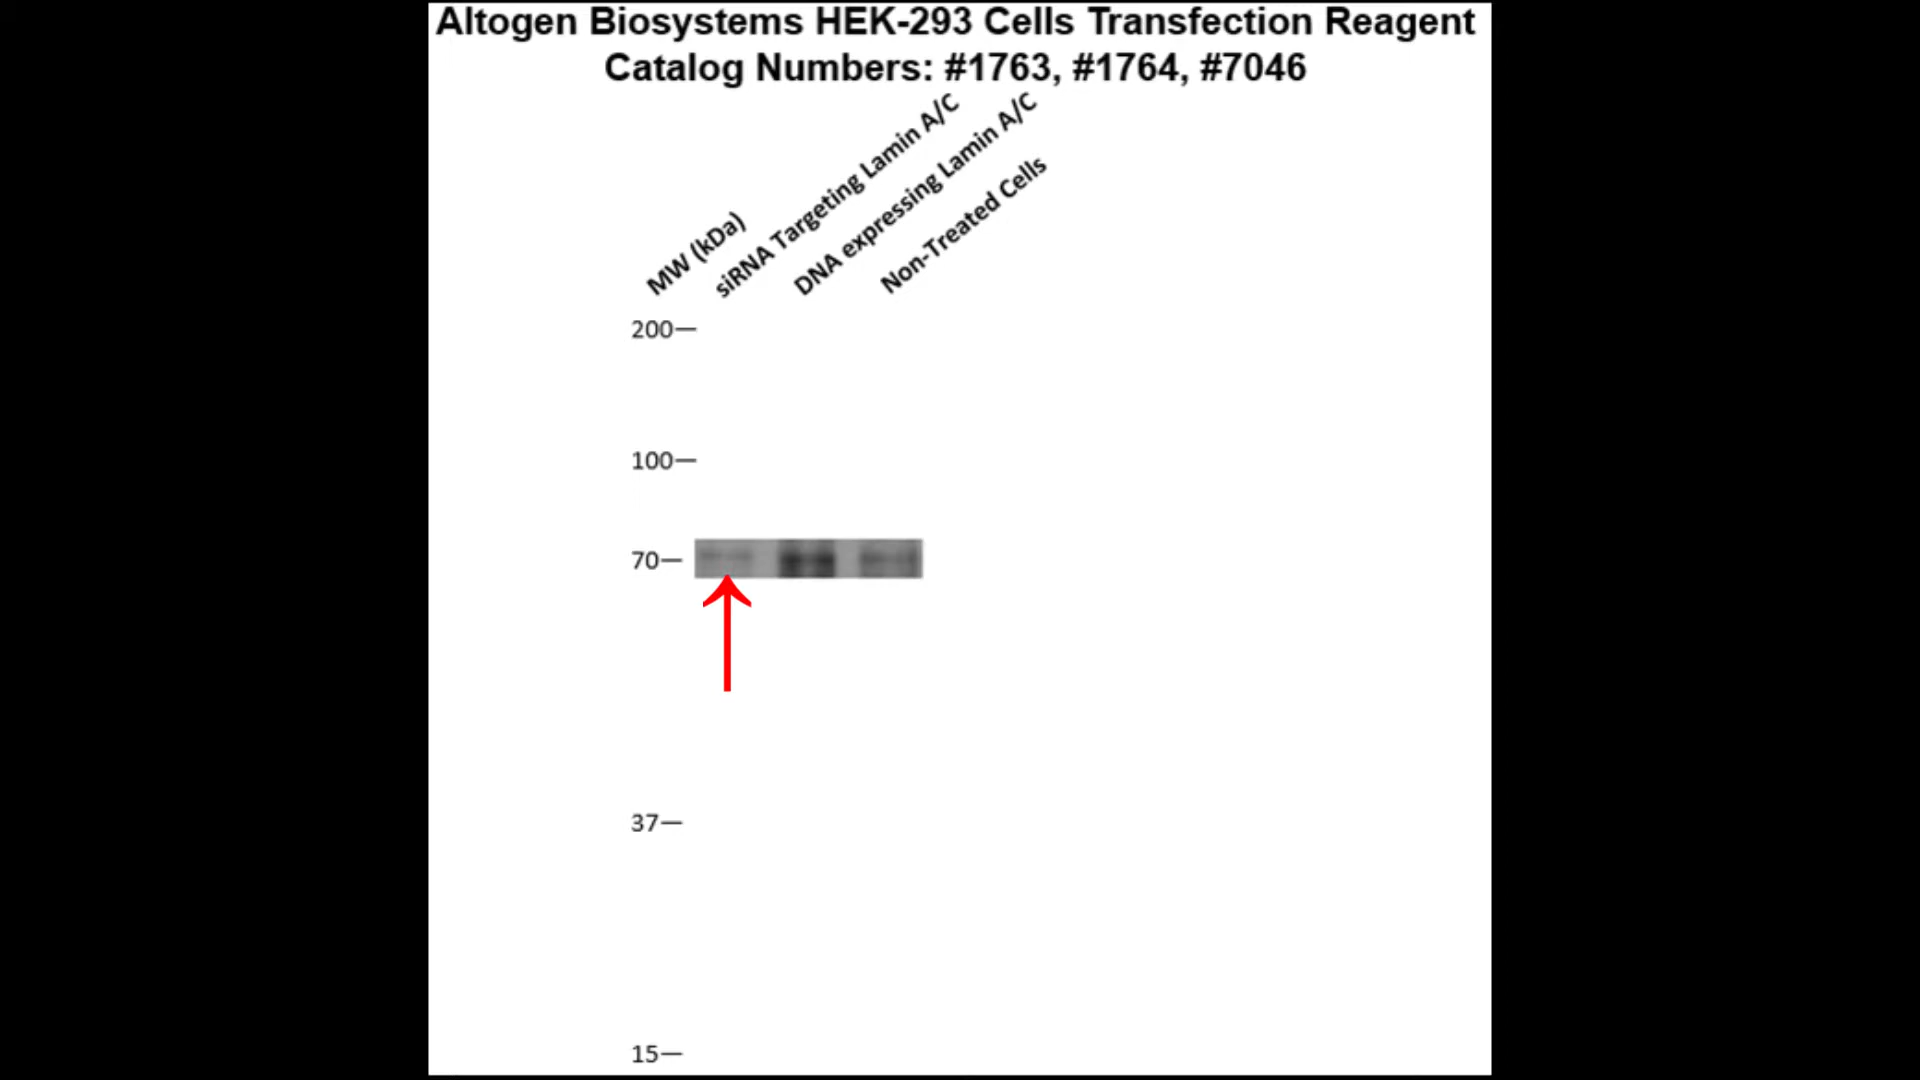 Altogen Biosystems HEK-293 Cells Transfection Reagent
Catalog Numbers: #1763, #1764, #7046
MW (kDa)
siRNA Targeting Lamin A/C
DNA expressing Lamin A/C
Non-Treated Cells
200
100
70
37
15